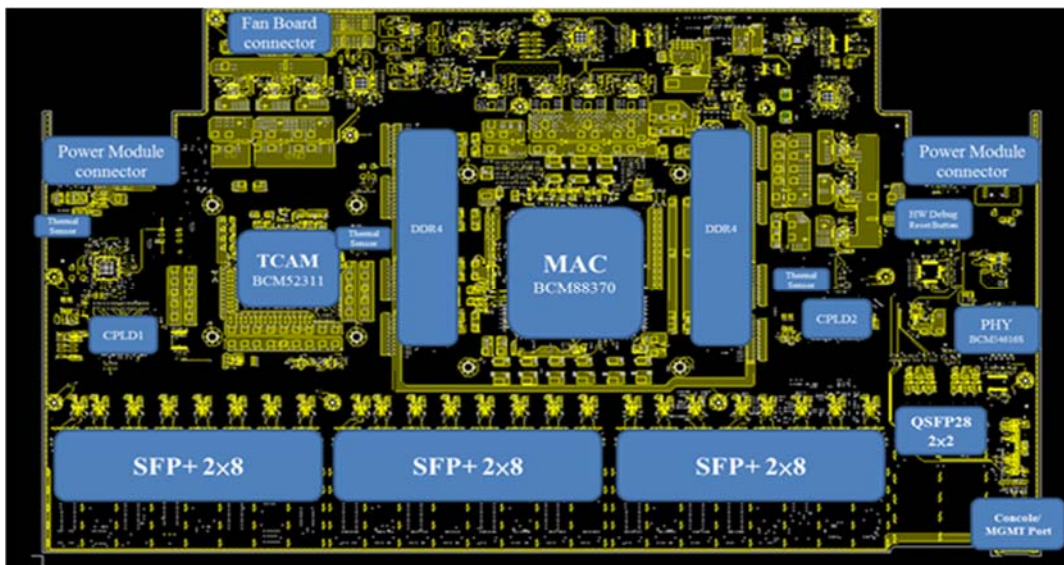 Fan Board
connector
Power Module
connector
Power Module
connector
DDR4
DDR4
Thermal
Sensor
Thermal
Sensor
HW Debug
Reset Button
TCAM
BCM52311
MAC
BCM88370
Thermal
Sensor
CPLD1
CPLD2
PHY
BCM54616S
QSFP28
2x2
SFP+ 2x8
SFP+ 2x8
SFP+ 2x8
Concole/
MGMT Port